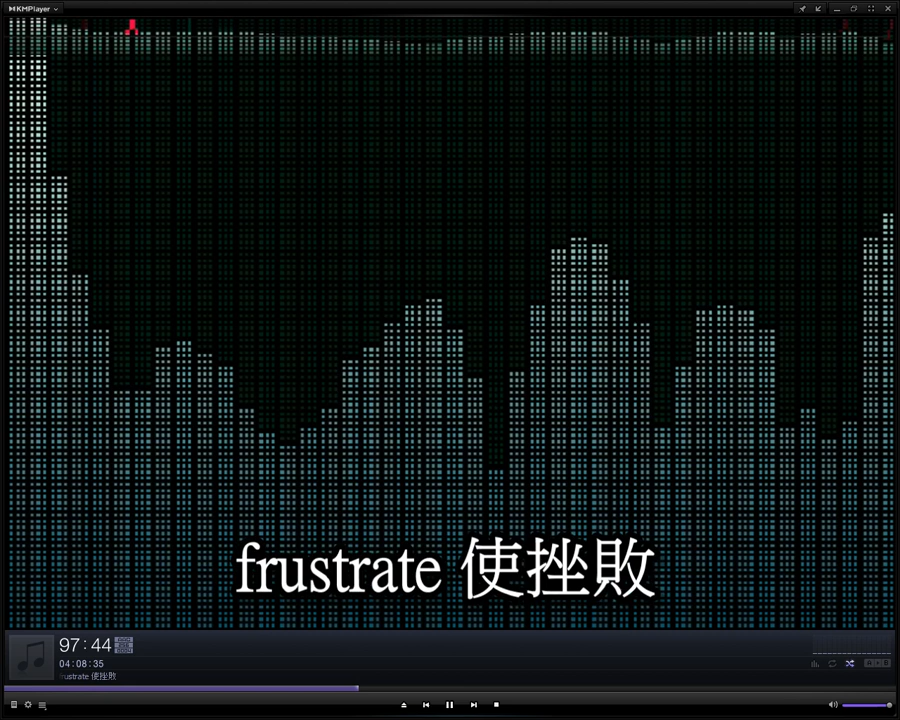 KMPlayer
frustrate 使挫敗
97:44
04:08:35
frustrate 使挫敗